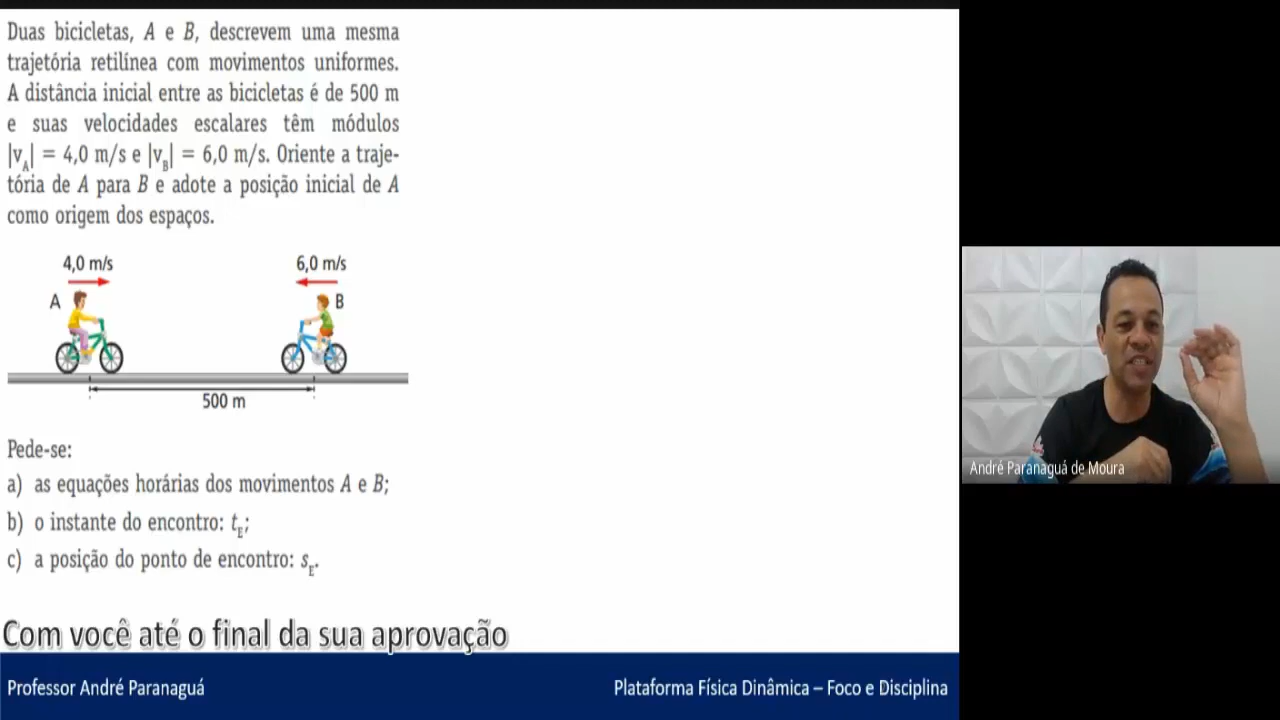 Duas bicicletas, A e B, descrevem uma mesma
trajetória retilínea com movimentos uniformes.
A distância inicial entre as bicicletas é de 500 m
e suas velocidades escalares têm módulos
|vA| = 4,0 m/s e |vB| = 6,0 m/s. Oriente a traje-
tória de A para B e adote a posição inicial de A
como origem dos espaços.
4,0 m/s 6,0 m/s
A B
500 m
Pede-se:
a) as equações horárias dos movimentos A e B;
b) o instante do encontro: tE;
c) a posição do ponto de encontro: sE.
Com você até o final da sua aprovação
Professor André Paranaguá Plataforma Física Dinâmica – Foco e Disciplina
André Paranaguá de Moura